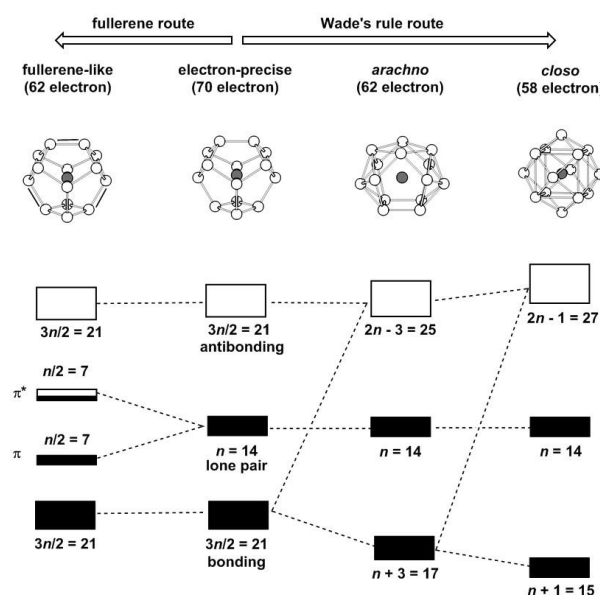 fullerene route
Wade's rule route
fullerene-like
(62 electron)
electron-precise
(70 electron)
arachno
(62 electron)
closo
(58 electron)
3n/2 = 21
3n/2 = 21
antibonding
2n - 3 = 25
2n - 1 = 27
n/2 = 7
π*
n/2 = 7
π
n = 14
lone pair
n = 14
n = 14
3n/2 = 21
3n/2 = 21
bonding
n + 3 = 17
n + 1 = 15